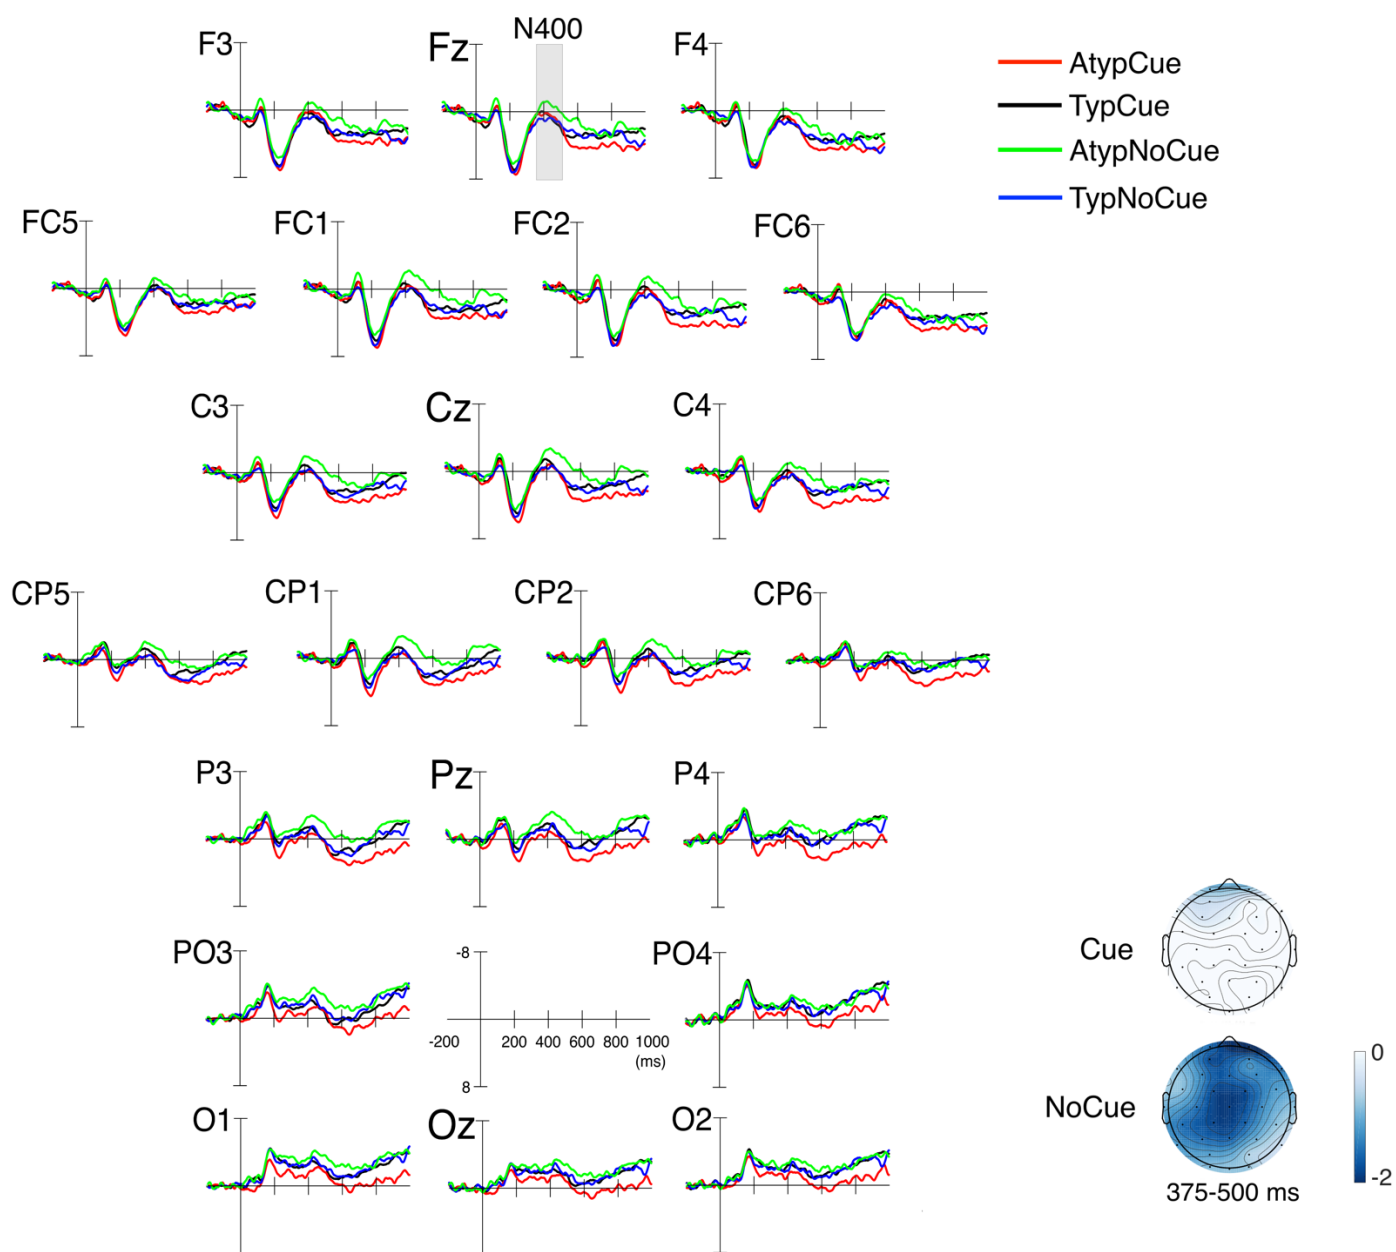 N400
F3
Fz
F4
AtypCue
TypCue
AtypNoCue
TypNoCue
FC5
FC1
FC2
FC6
C3
Cz
C4
CP5
CP1
CP2
CP6
P3
Pz
P4
PO3
-8
PO4
-200 200 400 600 800 1000
(ms)
8
O1
Oz
O2
Cue
NoCue
0
-2
375-500 ms